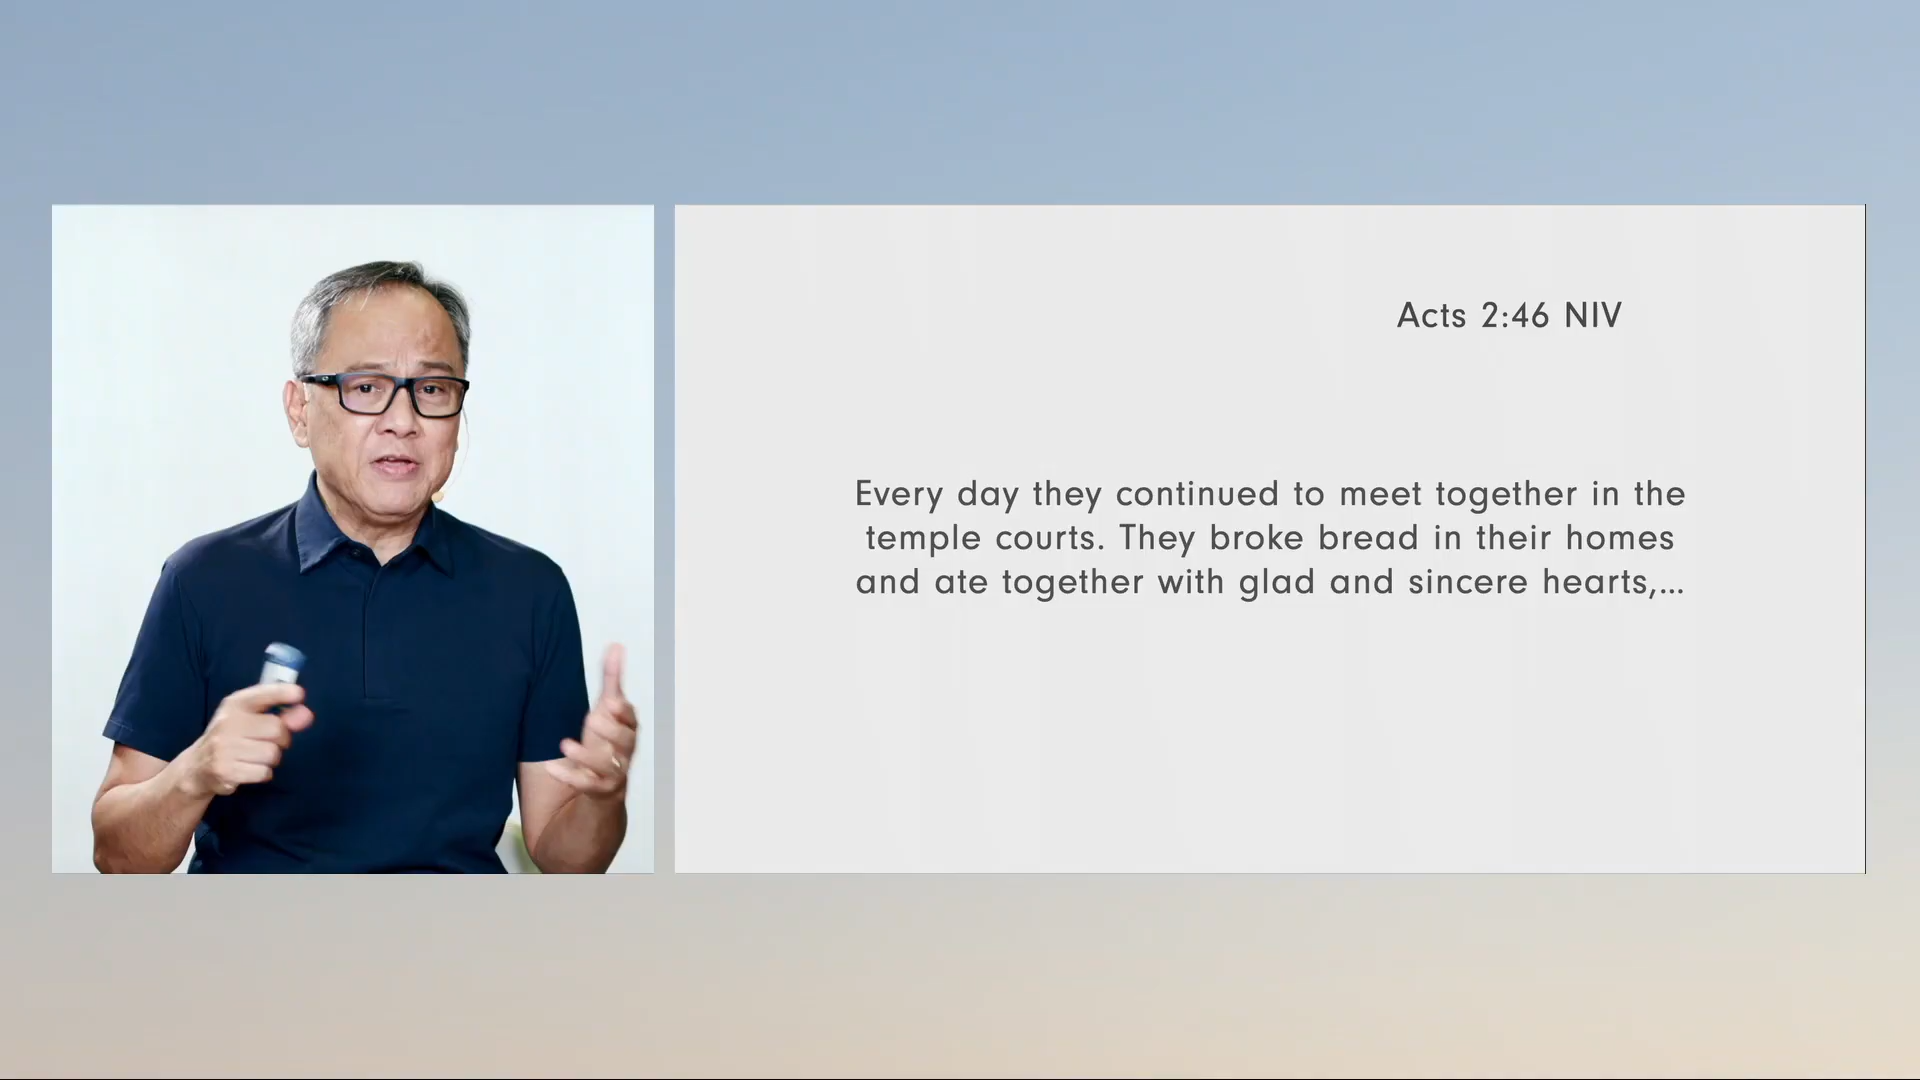 Acts 2:46 NIV
Every day they continued to meet together in the
temple courts. They broke bread in their homes
and ate together with glad and sincere hearts,...